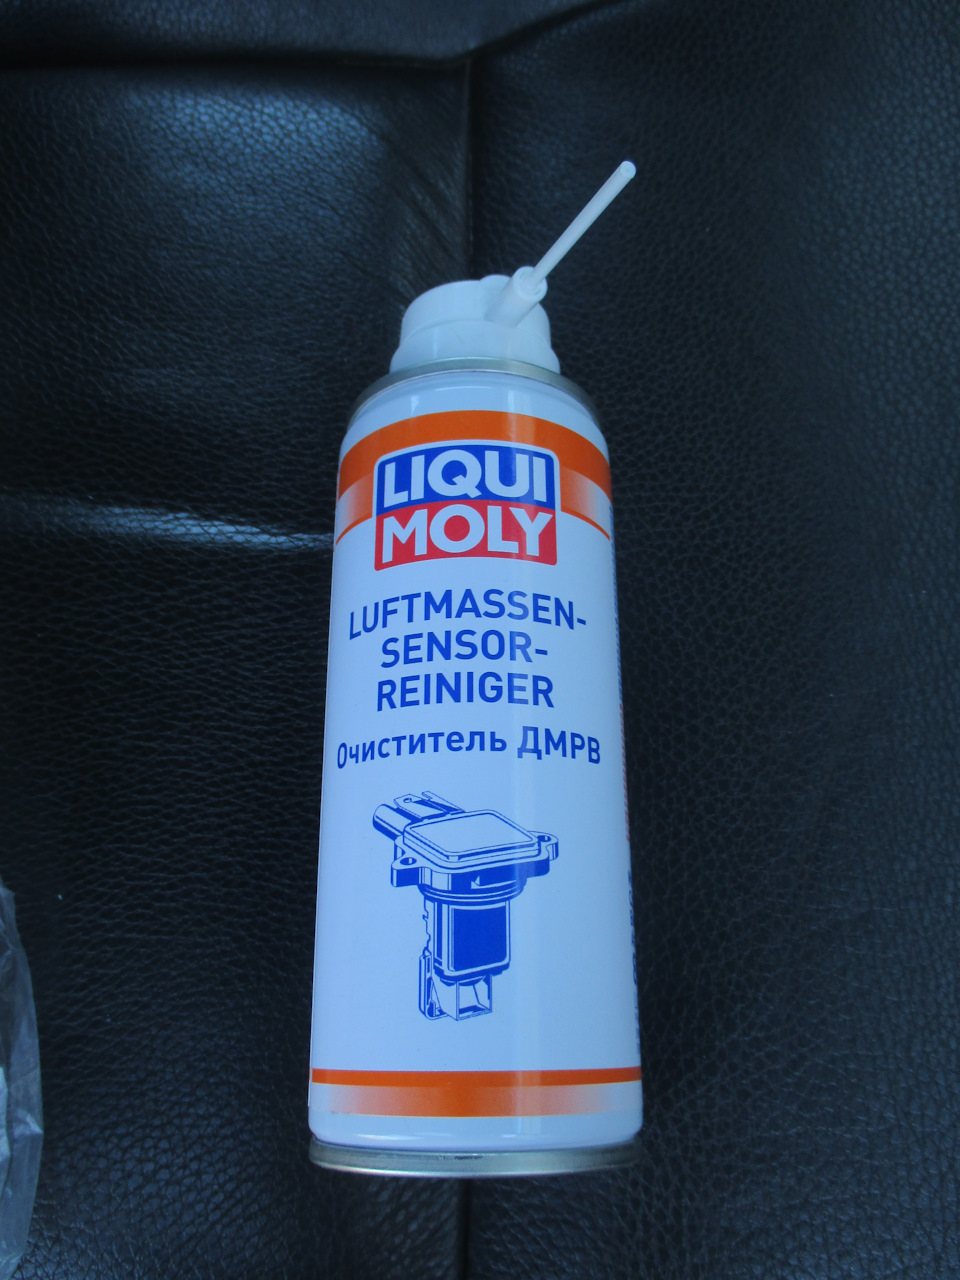 LIQUI
MOLY
LUFTMASSEN-
SENSOR-
REINIGER
Очиститель ДМРВ